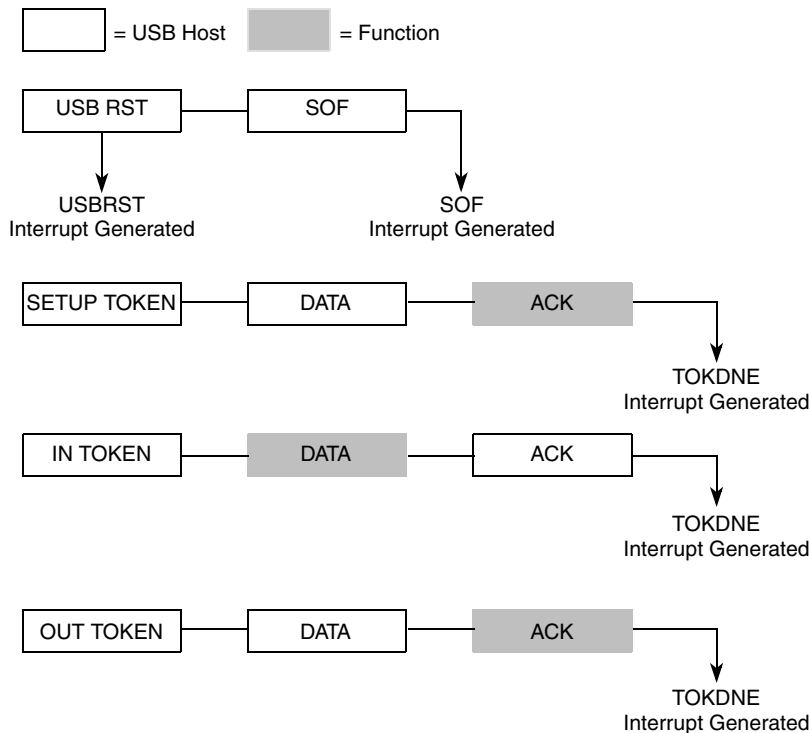 = USB Host
= Function
USB RST
SOF
USBRST
Interrupt Generated
SOF
Interrupt Generated
SETUP TOKEN
DATA
ACK
TOKDNE
Interrupt Generated
IN TOKEN
DATA
ACK
TOKDNE
Interrupt Generated
OUT TOKEN
DATA
ACK
TOKDNE
Interrupt Generated